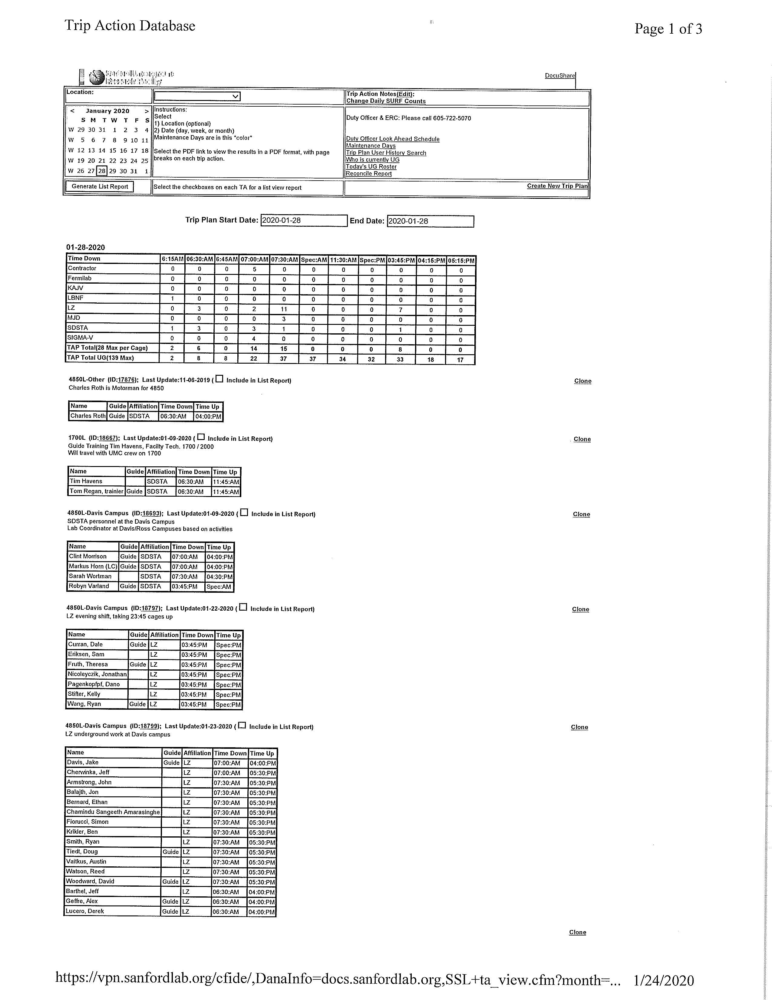 Trip Action Database
Page 1 of 3
DocuShare
Location:
Trip Action Notes(Edit):
Change Daily SURF Counts
< January 2020 >
S M T W T F S
W 29 30 31 1 2 3 4
W 5 6 7 8 9 10 11
W 12 13 14 15 16 17 18
W 19 20 21 22 23 24 25
W 26 27 28 29 30 31 1
Instructions:
Select
1) Location (optional)
2) Date (day, week, or month)
Maintenance Days are in this *color*
Select the PDF link to view the results in a PDF format, with page
breaks on each trip action.
Duty Officer & ERC: Please call 605-722-5070
Duty Officer Look Ahead Schedule
Maintenance Days
Trip Plan User History Search
Who is currently UG
Today's UG Roster
Reconcile Report
Generate List Report
Select the checkboxes on each TA for a list view report
Create New Trip Plan
Trip Plan Start Date: 2020-01-28 End Date: 2020-01-28
01-28-2020
Time Down 6:15AM 06:30:AM 6:45AM 07:00:AM 07:30:AM Spec:AM 11:30:AM Spec:PM 03:45:PM 04:15:PM 05:15:PM
Contractor 0 0 0 5 0 0 0 0 0 0 0
Fermilab 0 0 0 0 0 0 0 0 0 0 0
KAJV 0 0 0 0 0 0 0 0 0 0 0
LBNF 1 0 0 0 0 0 0 0 0 0 0
LZ 0 3 0 2 11 0 0 0 7 0 0
MJD 0 0 0 0 3 0 0 0 0 0 0
SDSTA 1 3 0 3 1 0 0 0 1 0 0
SIGMA-V 0 0 0 4 0 0 0 0 0 0 0
TAP Total(28 Max per Cage) 2 6 0 14 15 0 0 0 8 0 0
TAP Total UG(139 Max) 2 8 8 22 37 37 34 32 33 18 17
4850L-Other (ID:17876); Last Update:11-06-2019 ( Include in List Report) Clone
Charles Roth is Motorman for 4850
Name Guide Affiliation Time Down Time Up
Charles Roth Guide SDSTA 06:30:AM 04:00:PM
1700L (ID:18667); Last Update:01-09-2020 ( Include in List Report) Clone
Guide Training Tim Havens, Facilty Tech. 1700 / 2000
Will travel with UMC crew on 1700
Name Guide Affiliation Time Down Time Up
Tim Havens SDSTA 06:30:AM 11:45:AM
Tom Regan, trainier Guide SDSTA 06:30:AM 11:45:AM
4850L-Davis Campus (ID:18693); Last Update:01-09-2020 ( Include in List Report) Clone
SDSTA personnel at the Davis Campus
Lab Coordinator at Davis/Ross Campuses based on activities
Name Guide Affiliation Time Down Time Up
Clint Morrison Guide SDSTA 07:00:AM 04:00:PM
Markus Horn (LC) Guide SDSTA 07:00:AM 04:00:PM
Sarah Wortman SDSTA 07:30:AM 04:30:PM
Robyn Varland Guide SDSTA 03:45:PM Spec:AM
4850L-Davis Campus (ID:18797); Last Update:01-22-2020 ( Include in List Report) Clone
LZ evening shift, taking 23:45 cages up
Name Guide Affiliation Time Down Time Up
Curran, Dale Guide LZ 03:45:PM Spec:PM
Eriksen, Sam LZ 03:45:PM Spec:PM
Fruth, Theresa Guide LZ 03:45:PM Spec:PM
Nicoleyczik, Jonathan LZ 03:45:PM Spec:PM
Pagenkopfpf, Dano LZ 03:45:PM Spec:PM
Stifter, Kelly LZ 03:45:PM Spec:PM
Wang, Ryan Guide LZ 03:45:PM Spec:PM
4850L-Davis Campus (ID:18799); Last Update:01-23-2020 ( Include in List Report) Clone
LZ underground work at Davis campus
Name Guide Affiliation Time Down Time Up
Davis, Jake Guide LZ 07:00:AM 04:00:PM
Cherwinka, Jeff LZ 07:00:AM 05:30:PM
Armstrong, John LZ 07:30:AM 05:30:PM
Balajth, Jon LZ 07:30:AM 05:30:PM
Bernard, Ethan LZ 07:30:AM 05:30:PM
Chamindu Sangeeth Amarasinghe LZ 07:30:AM 05:30:PM
Fiorucci, Simon LZ 07:30:AM 05:30:PM
Krikler, Ben LZ 07:30:AM 05:30:PM
Smith, Ryan LZ 07:30:AM 05:30:PM
Tiedt, Doug Guide LZ 07:30:AM 05:30:PM
Vaitkus, Austin LZ 07:30:AM 05:30:PM
Watson, Reed LZ 07:30:AM 05:30:PM
Woodward, David Guide LZ 07:30:AM 05:30:PM
Barthel, Jeff LZ 06:30:AM 04:00:PM
Geffre, Alex Guide LZ 06:30:AM 04:00:PM
Lucero, Derek Guide LZ 06:30:AM 04:00:PM
Clone
https://vpn.sanfordlab.org/cfide/,DanaInfo=docs.sanfordlab.org,SSL+ta_view.cfm?month=... 1/24/2020